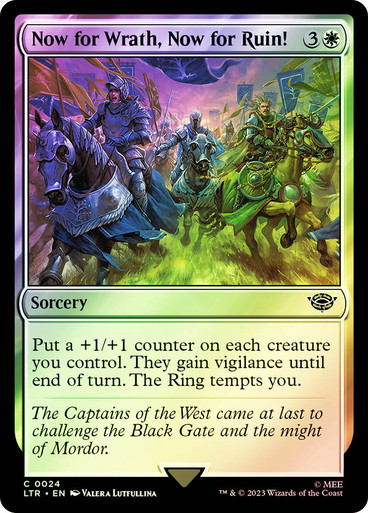 Now for Wrath, Now for Ruin! 3
Sorcery
Put a +1/+1 counter on each creature
you control. They gain vigilance until
end of turn. The Ring tempts you.
The Captains of the West came at last to
challenge the Black Gate and the might
of Mordor.
C 0024
LTR • EN Valera Lutfullina
© MEE
™ & © 2023 Wizards of the Coast